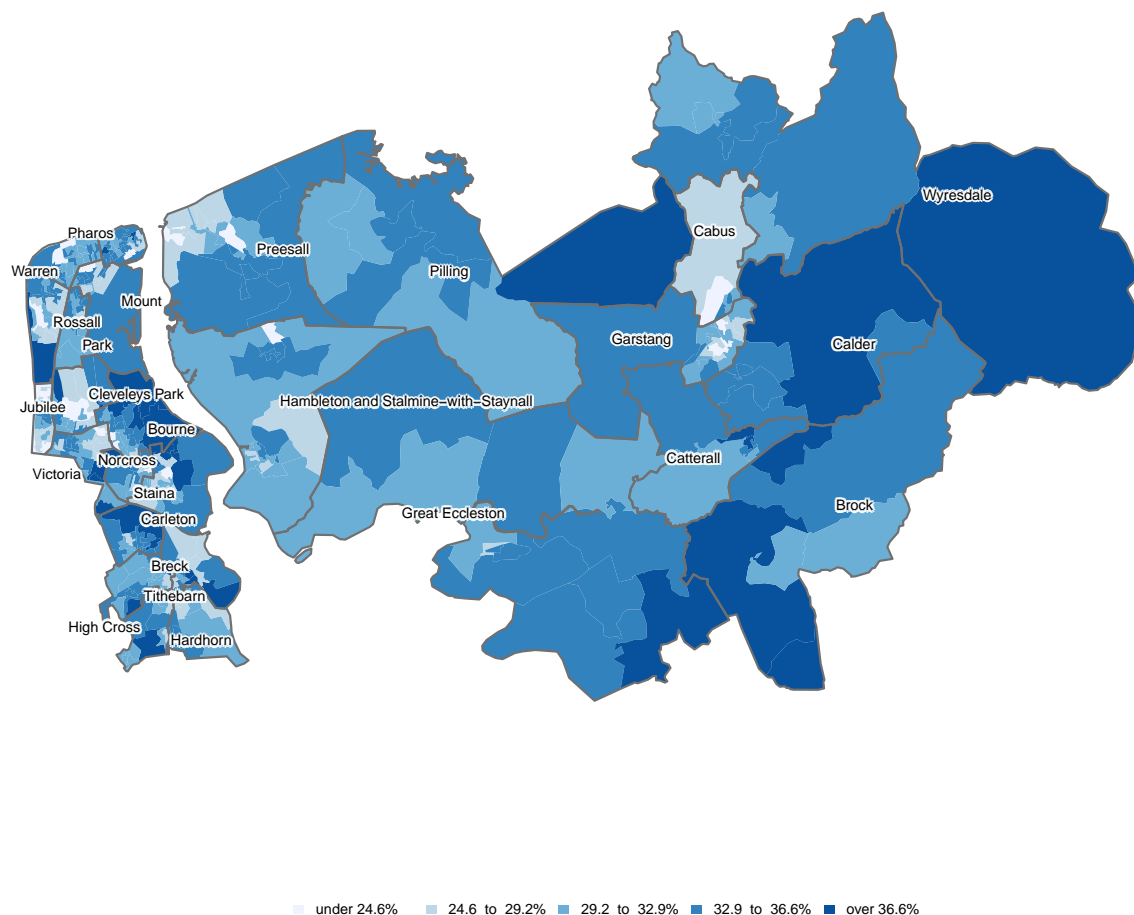 Pharos
Wyresdale
Cabus
Preesall
Warren
Pilling
Mount
Rossall
Garstang
Park
Calder
Cleveleys Park
Hambleton and Stalmine−with−Staynall
Jubilee
Bourne
Norcross
Catterall
Victoria
Staina
Brock
Great Eccleston
Carleton
Breck
Tithebarn
High Cross
Hardhorn
under 24.6% 24.6 to 29.2% 29.2 to 32.9% 32.9 to 36.6% over 36.6%